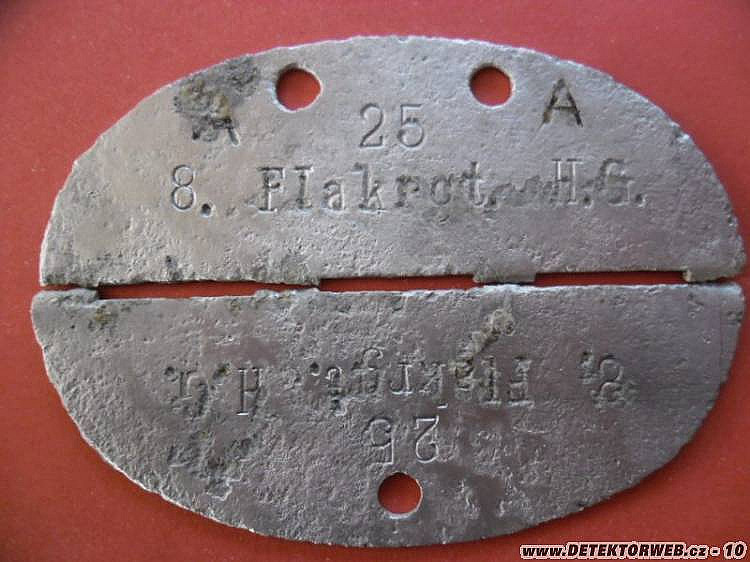 A 25 A
8. Flakrgt. H.G.
8. Flakrgt. H.G.
25
www.DETEKTORWEB.cz - 10